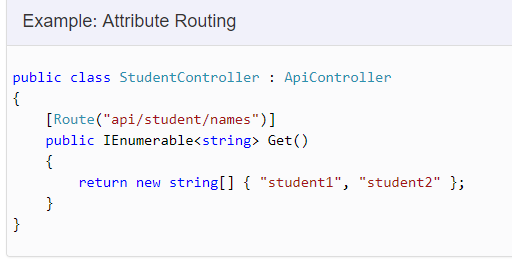 Example: Attribute Routing
public class StudentController : ApiController
{
    [Route("api/student/names")]
    public IEnumerable<string> Get()
    {
        return new string[] { "student1", "student2" };
    }
}